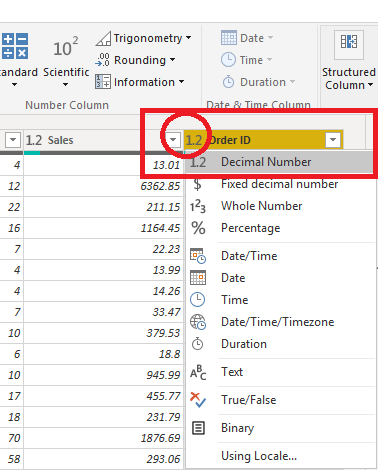 Trigonometry
Date
10²
.00 Rounding
Time
Standard Scientific
Information
Duration
Structured
Column
Number Column
Date & Time Column
1.2 Sales
1.2 Order ID
4 13.01
12 6362.85
22 211.15
16 1164.45
7 22.23
4 13.99
4 14.26
7 33.47
10 379.53
6 18.8
10 945.99
17 455.77
18 231.79
70 1876.69
58 293.06
1.2 Decimal Number
$ Fixed decimal number
1²3 Whole Number
% Percentage
Date/Time
Date
Time
Date/Time/Timezone
Duration
ABC Text
True/False
Binary
Using Locale...